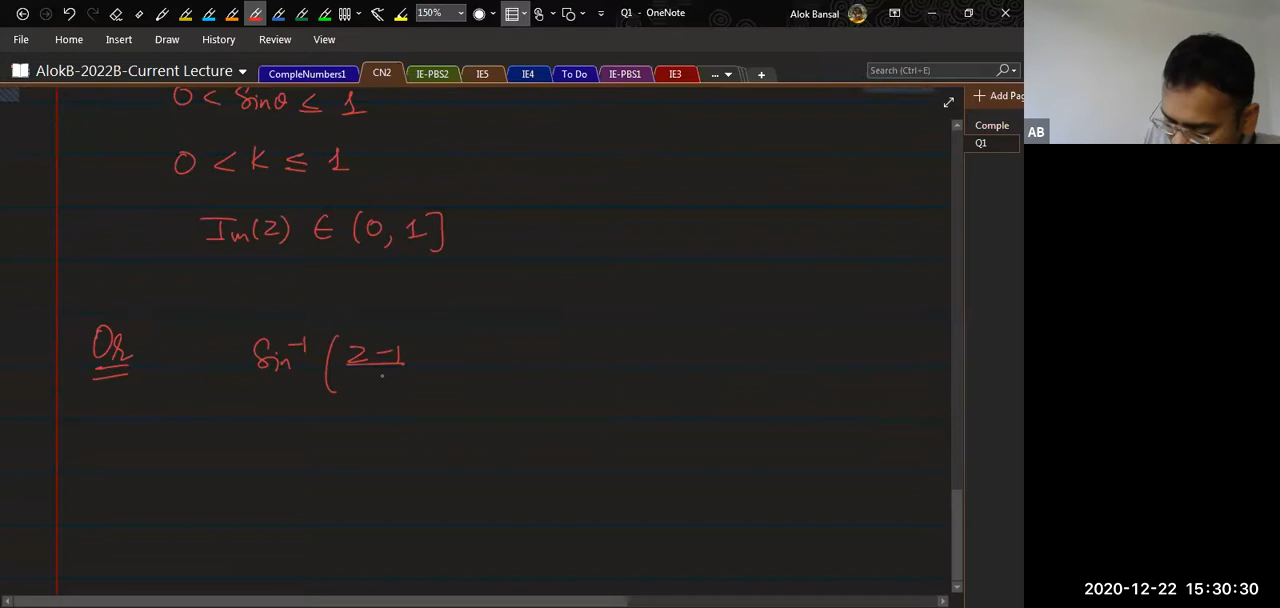 150%
Q1 - OneNote
Alok Bansal
File Home Insert Draw History Review View
AlokB-2022B-Current Lecture
CompleNumbers1 CN2 IE-PBS2 IE5 IE4 To Do IE-PBS1 IE3 ... +
Search (Ctrl+E)
+ Add Pag
Comple
Q1
AB
0 < Sinθ ≤ 1
0 < k ≤ 1
Im(z) ∈ (0, 1]
Or Sin⁻¹ ( z-1
2020-12-22 15:30:30